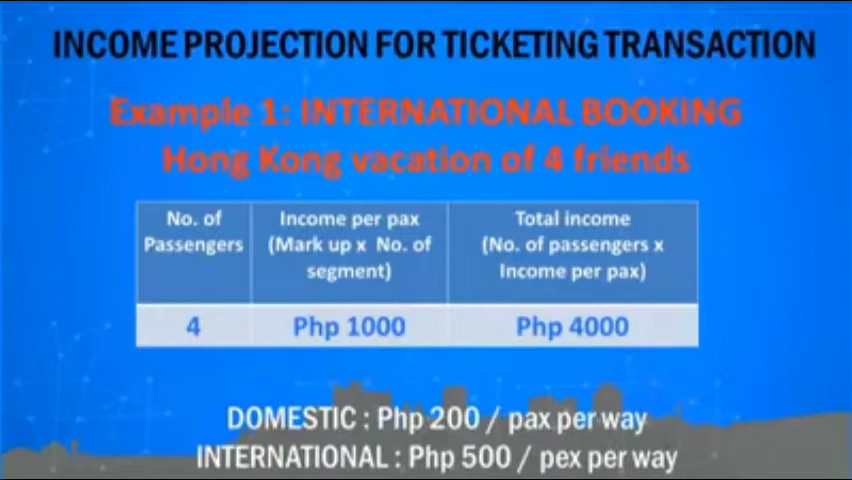 INCOME PROJECTION FOR TICKETING TRANSACTION
Example 1: INTERNATIONAL BOOKING
Hong Kong vacation of 4 friends
No. of Passengers
Income per pax (Mark up x No. of segment)
Total income (No. of passengers x Income per pax)
4
Php 1000
Php 4000
DOMESTIC : Php 200 / pax per way
INTERNATIONAL : Php 500 / pex per way